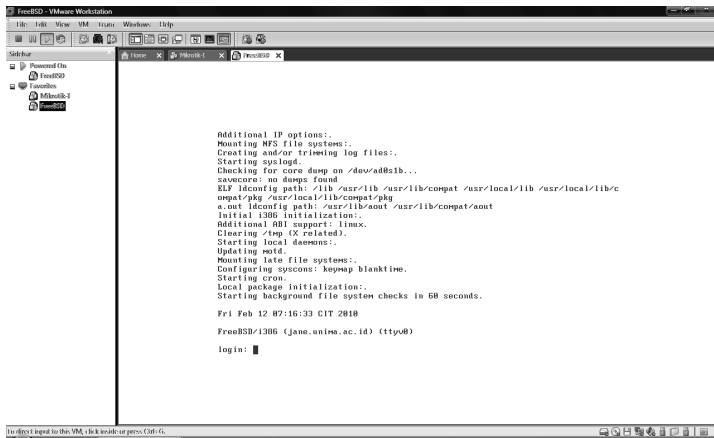 FreeBSD - VMware Workstation
File Edit View VM Team Windows Help
Sidebar
Powered On
FreeBSD
Favorites
Mikrotik-I
FreeBSD
Home Mikrotik-I FreeBSD
Additional IP options:.
Mounting NFS file systems:.
Creating and/or trimming log files:.
Starting syslogd.
Checking for core dump on /dev/ad0s1b...
savecore: no dumps found
ELF ldconfig path: /lib /usr/lib /usr/lib/compat /usr/local/lib /usr/local/lib/c
ompat/pkg /usr/local/lib/compat/pkg
a.out ldconfig path: /usr/lib/aout /usr/lib/compat/aout
Initial i386 initialization:.
Additional ABI support: linux.
Clearing /tmp (X related).
Starting local daemons:.
Updating motd.
Mounting late file systems:.
Configuring syscons: keymap blanktime.
Starting cron.
Local package initialization:.
Starting background file system checks in 60 seconds.
Fri Feb 12 07:16:33 CIT 2010
FreeBSD/i386 (jane.unima.ac.id) (ttyv0)
login:
To direct input to this VM, click inside or press Ctrl+G.